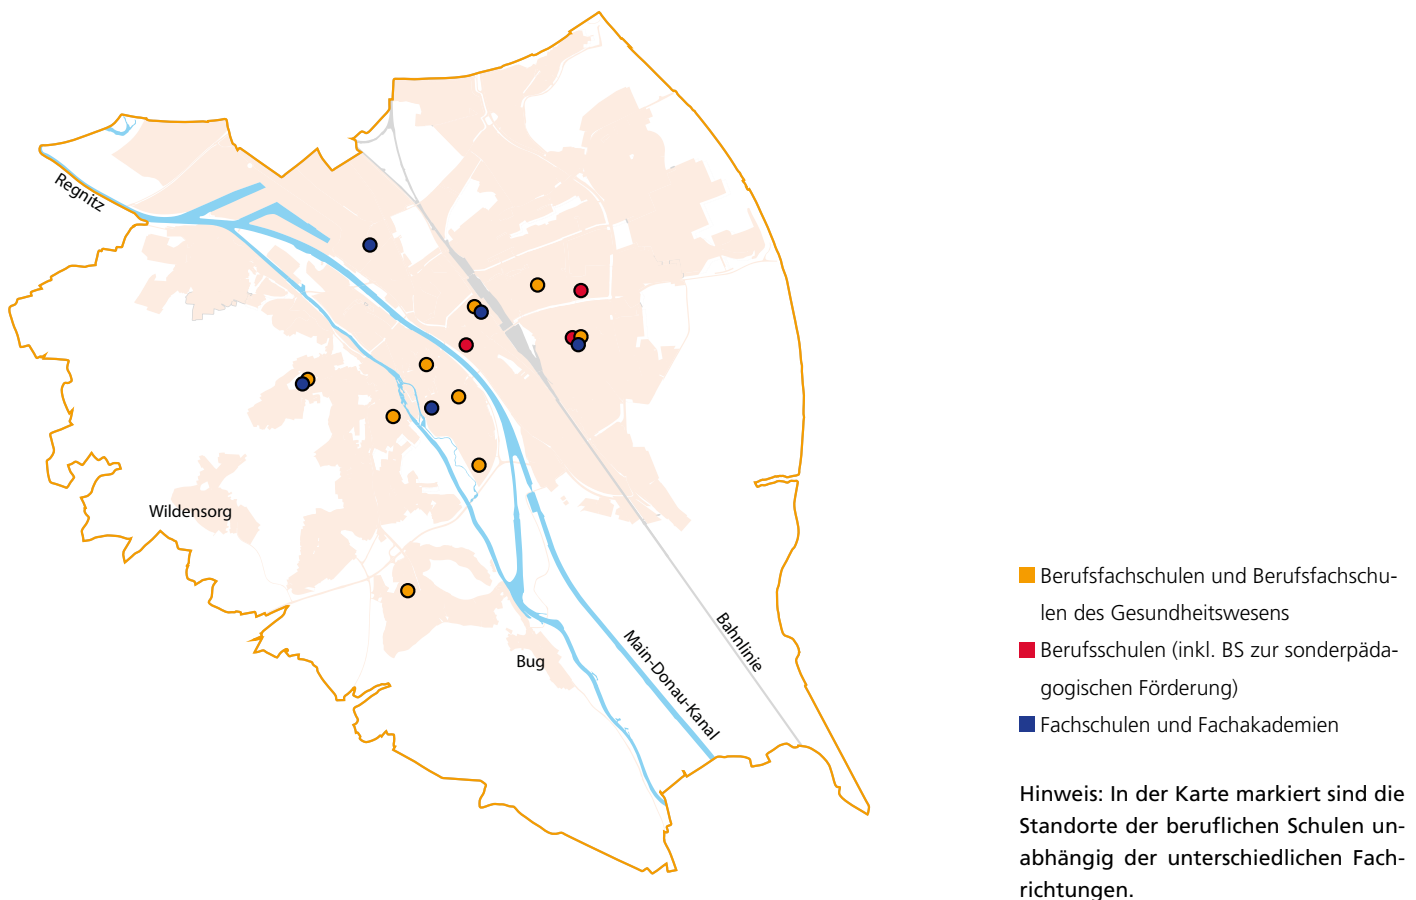 Regnitz
Wildensorg
Bug
Main-Donau-Kanal
Bahnlinie
Berufsfachschulen und Berufsfachschu-
len des Gesundheitswesens
Berufsschulen (inkl. BS zur sonderpäda-
gogischen Förderung)
Fachschulen und Fachakademien
Hinweis: In der Karte markiert sind die
Standorte der beruflichen Schulen un-
abhängig der unterschiedlichen Fach-
richtungen.